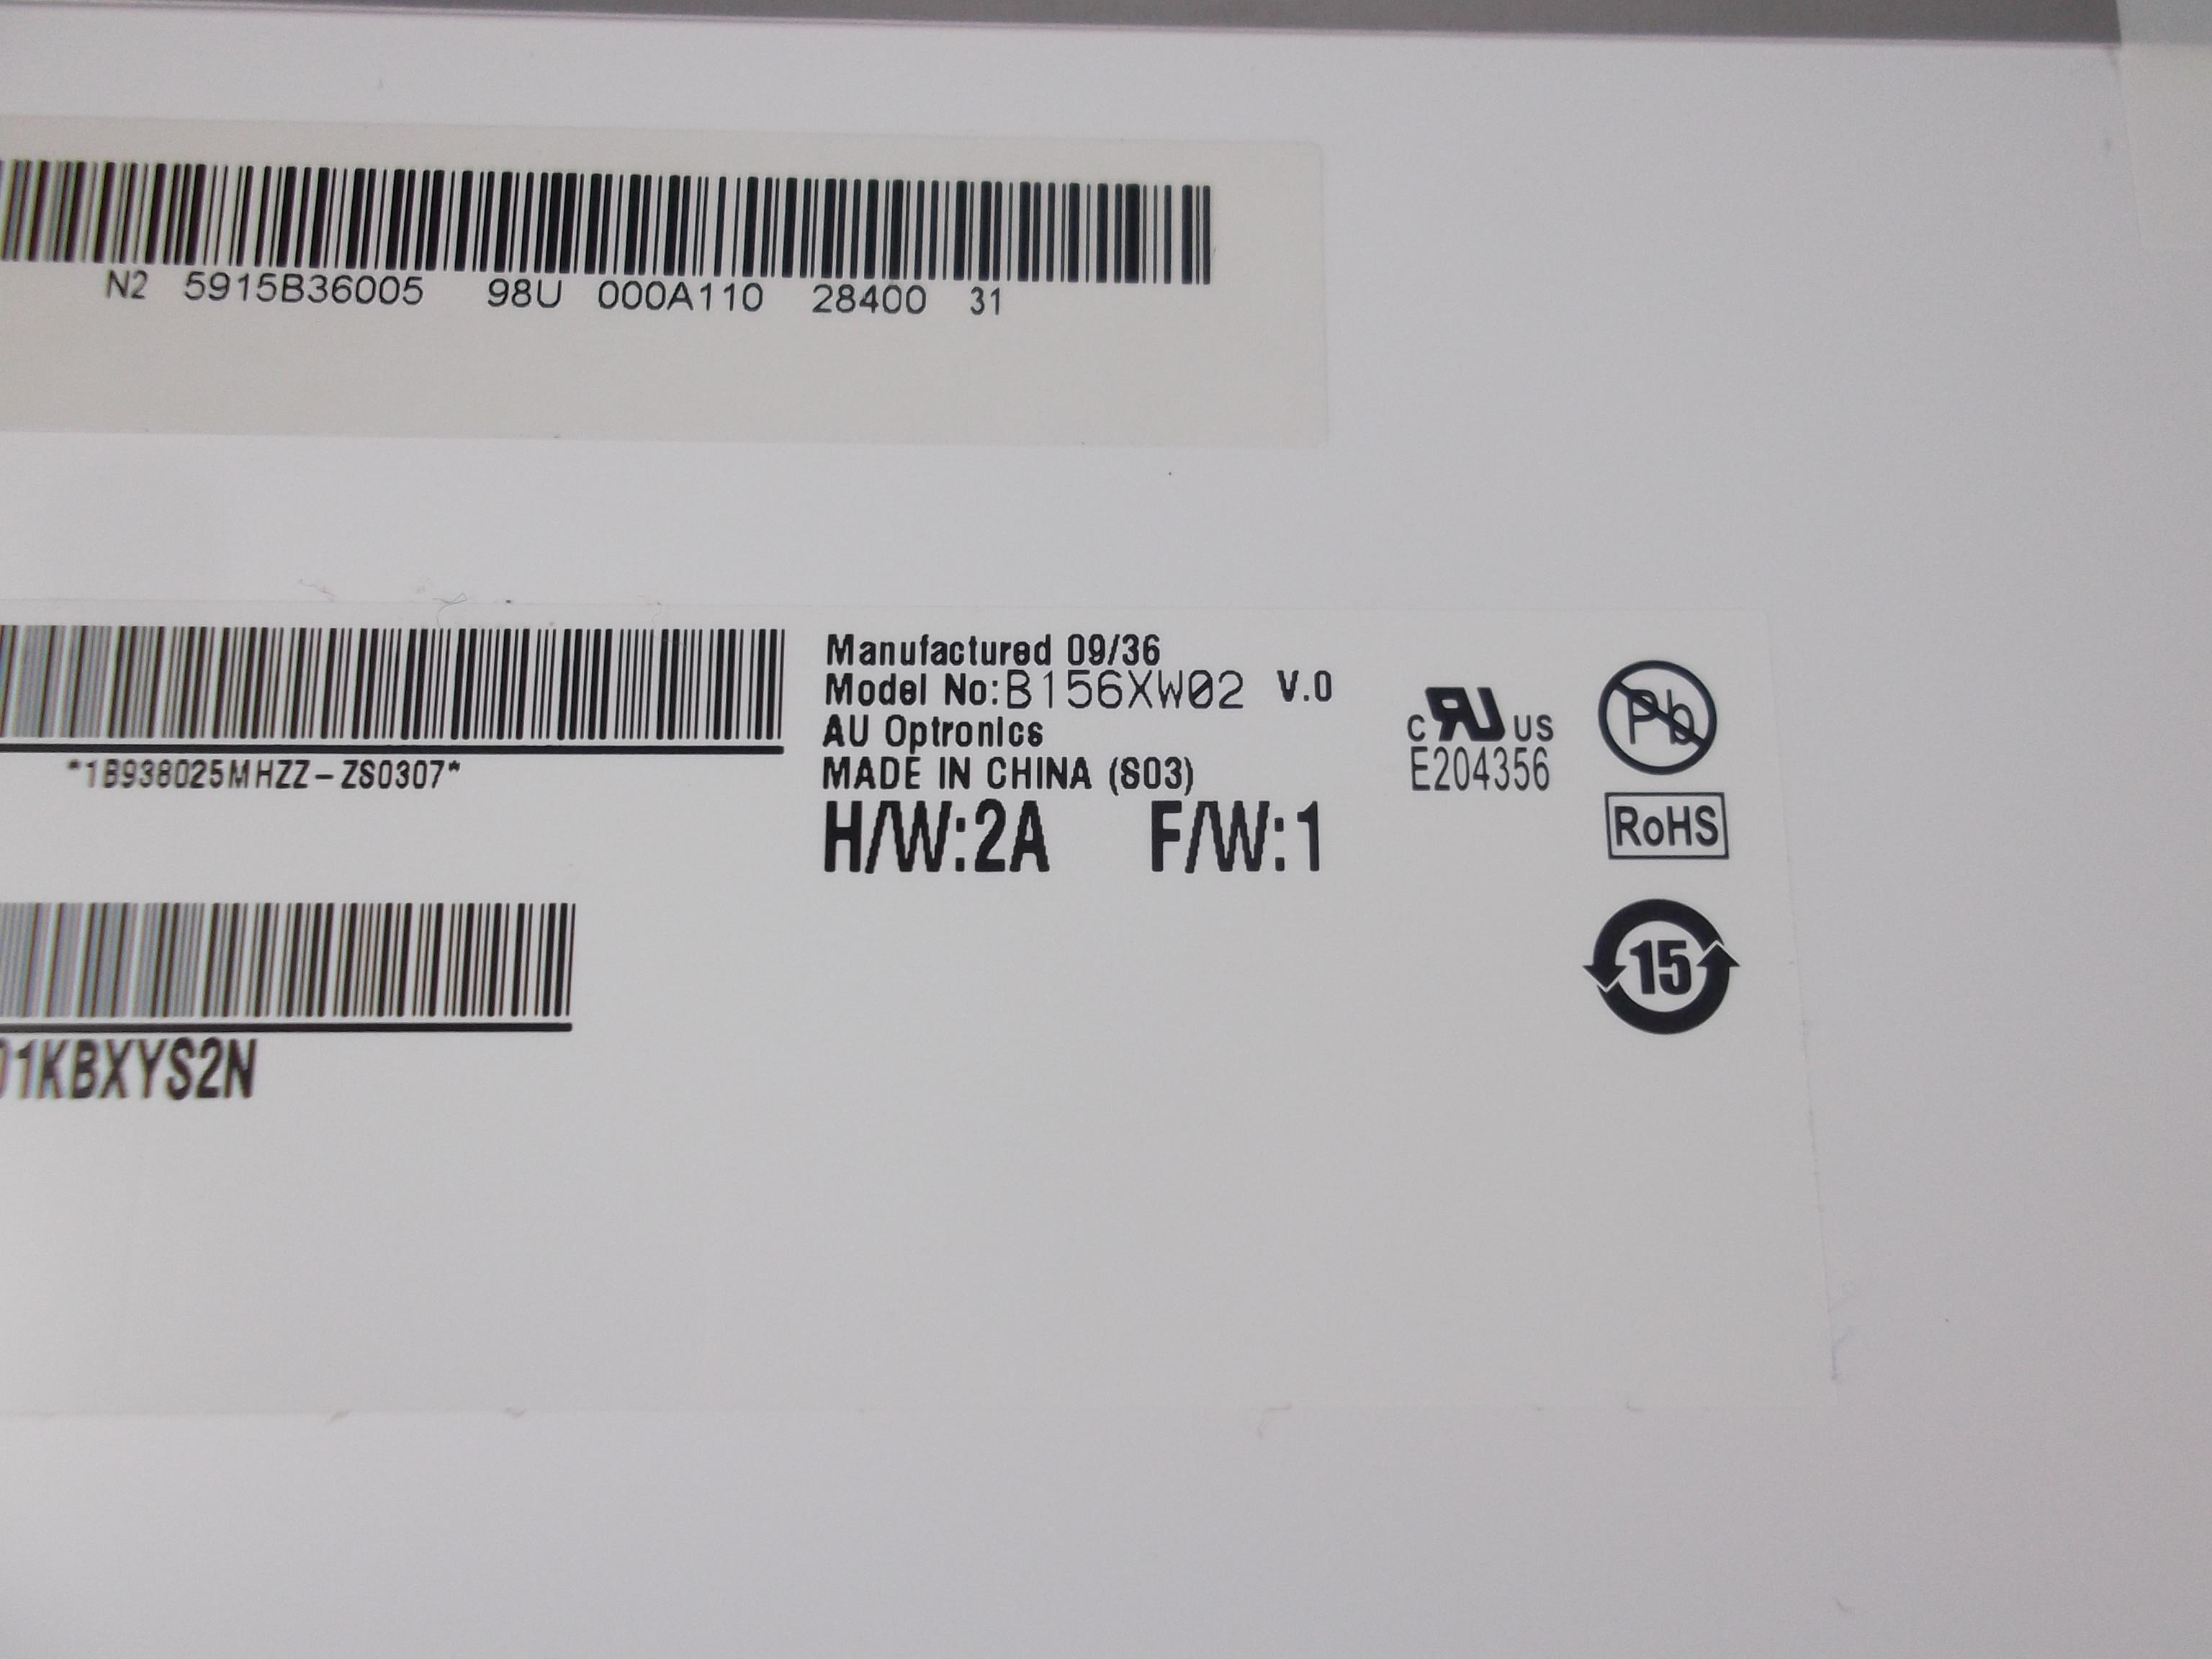 N2 5915B36005 98U 000A110 28400 31
*1B938025MHZZ-ZS0307*
Manufactured 09/36
Model No:B156XW02 V.0
AU Optronics
MADE IN CHINA (S03)
H/W:2A F/W:1
c RU US
E204356
Pb
RoHS
15
01KBXYS2N